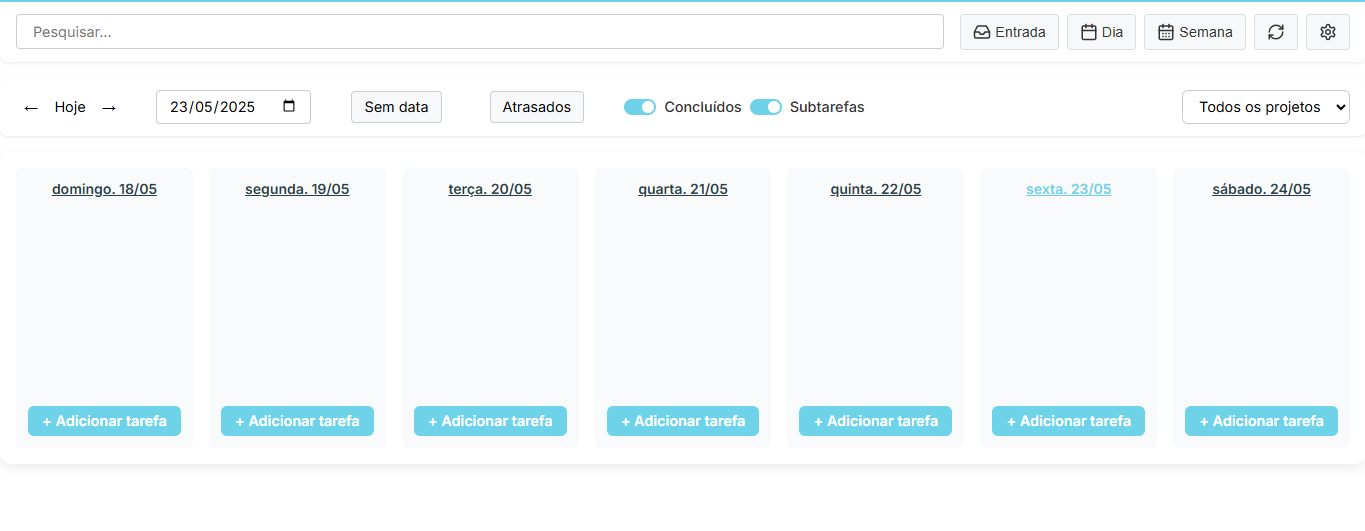 Pesquisar...
Entrada
Dia
Semana
← Hoje →
23/05/2025
Sem data
Atrasados
Concluídos
Subtarefas
Todos os projetos
domingo. 18/05
segunda. 19/05
terça. 20/05
quarta. 21/05
quinta. 22/05
sexta. 23/05
sábado. 24/05
+ Adicionar tarefa
+ Adicionar tarefa
+ Adicionar tarefa
+ Adicionar tarefa
+ Adicionar tarefa
+ Adicionar tarefa
+ Adicionar tarefa